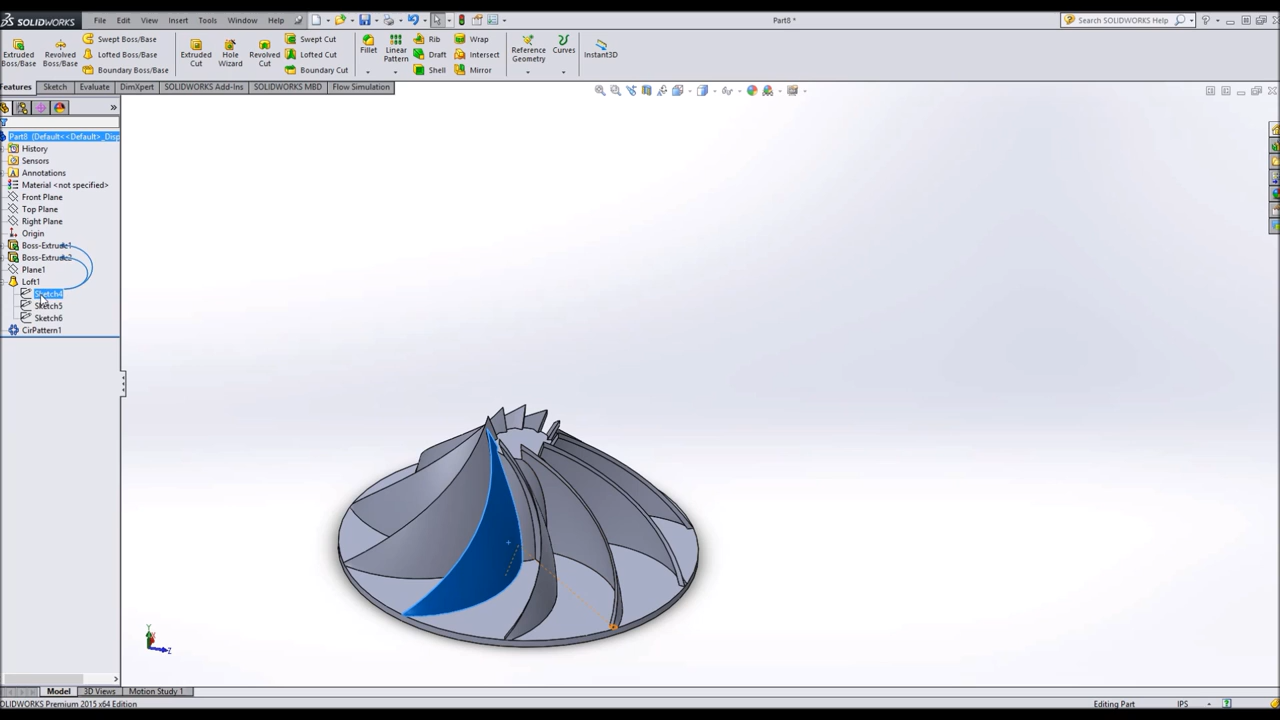 SOLIDWORKS File Edit View Insert Tools Window Help Part8 * Search SOLIDWORKS Help
Extruded Boss/Base
Revolved Boss/Base
Swept Boss/Base
Lofted Boss/Base
Boundary Boss/Base
Extruded Cut
Hole Wizard
Revolved Cut
Swept Cut
Lofted Cut
Boundary Cut
Fillet
Linear Pattern
Rib
Draft
Shell
Wrap
Intersect
Mirror
Reference Geometry
Curves
Instant3D
Features Sketch Evaluate DimXpert SOLIDWORKS Add-Ins SOLIDWORKS MBD Flow Simulation
Part8 (Default<<Default>_Disp
History
Sensors
Annotations
Material <not specified>
Front Plane
Top Plane
Right Plane
Origin
Boss-Extrude1
Boss-Extrude2
Plane1
Loft1
Sketch4
Sketch5
Sketch6
CirPattern1
Y
Z
Model 3D Views Motion Study 1
OLIDWORKS Premium 2015 x64 Edition Editing Part IPS